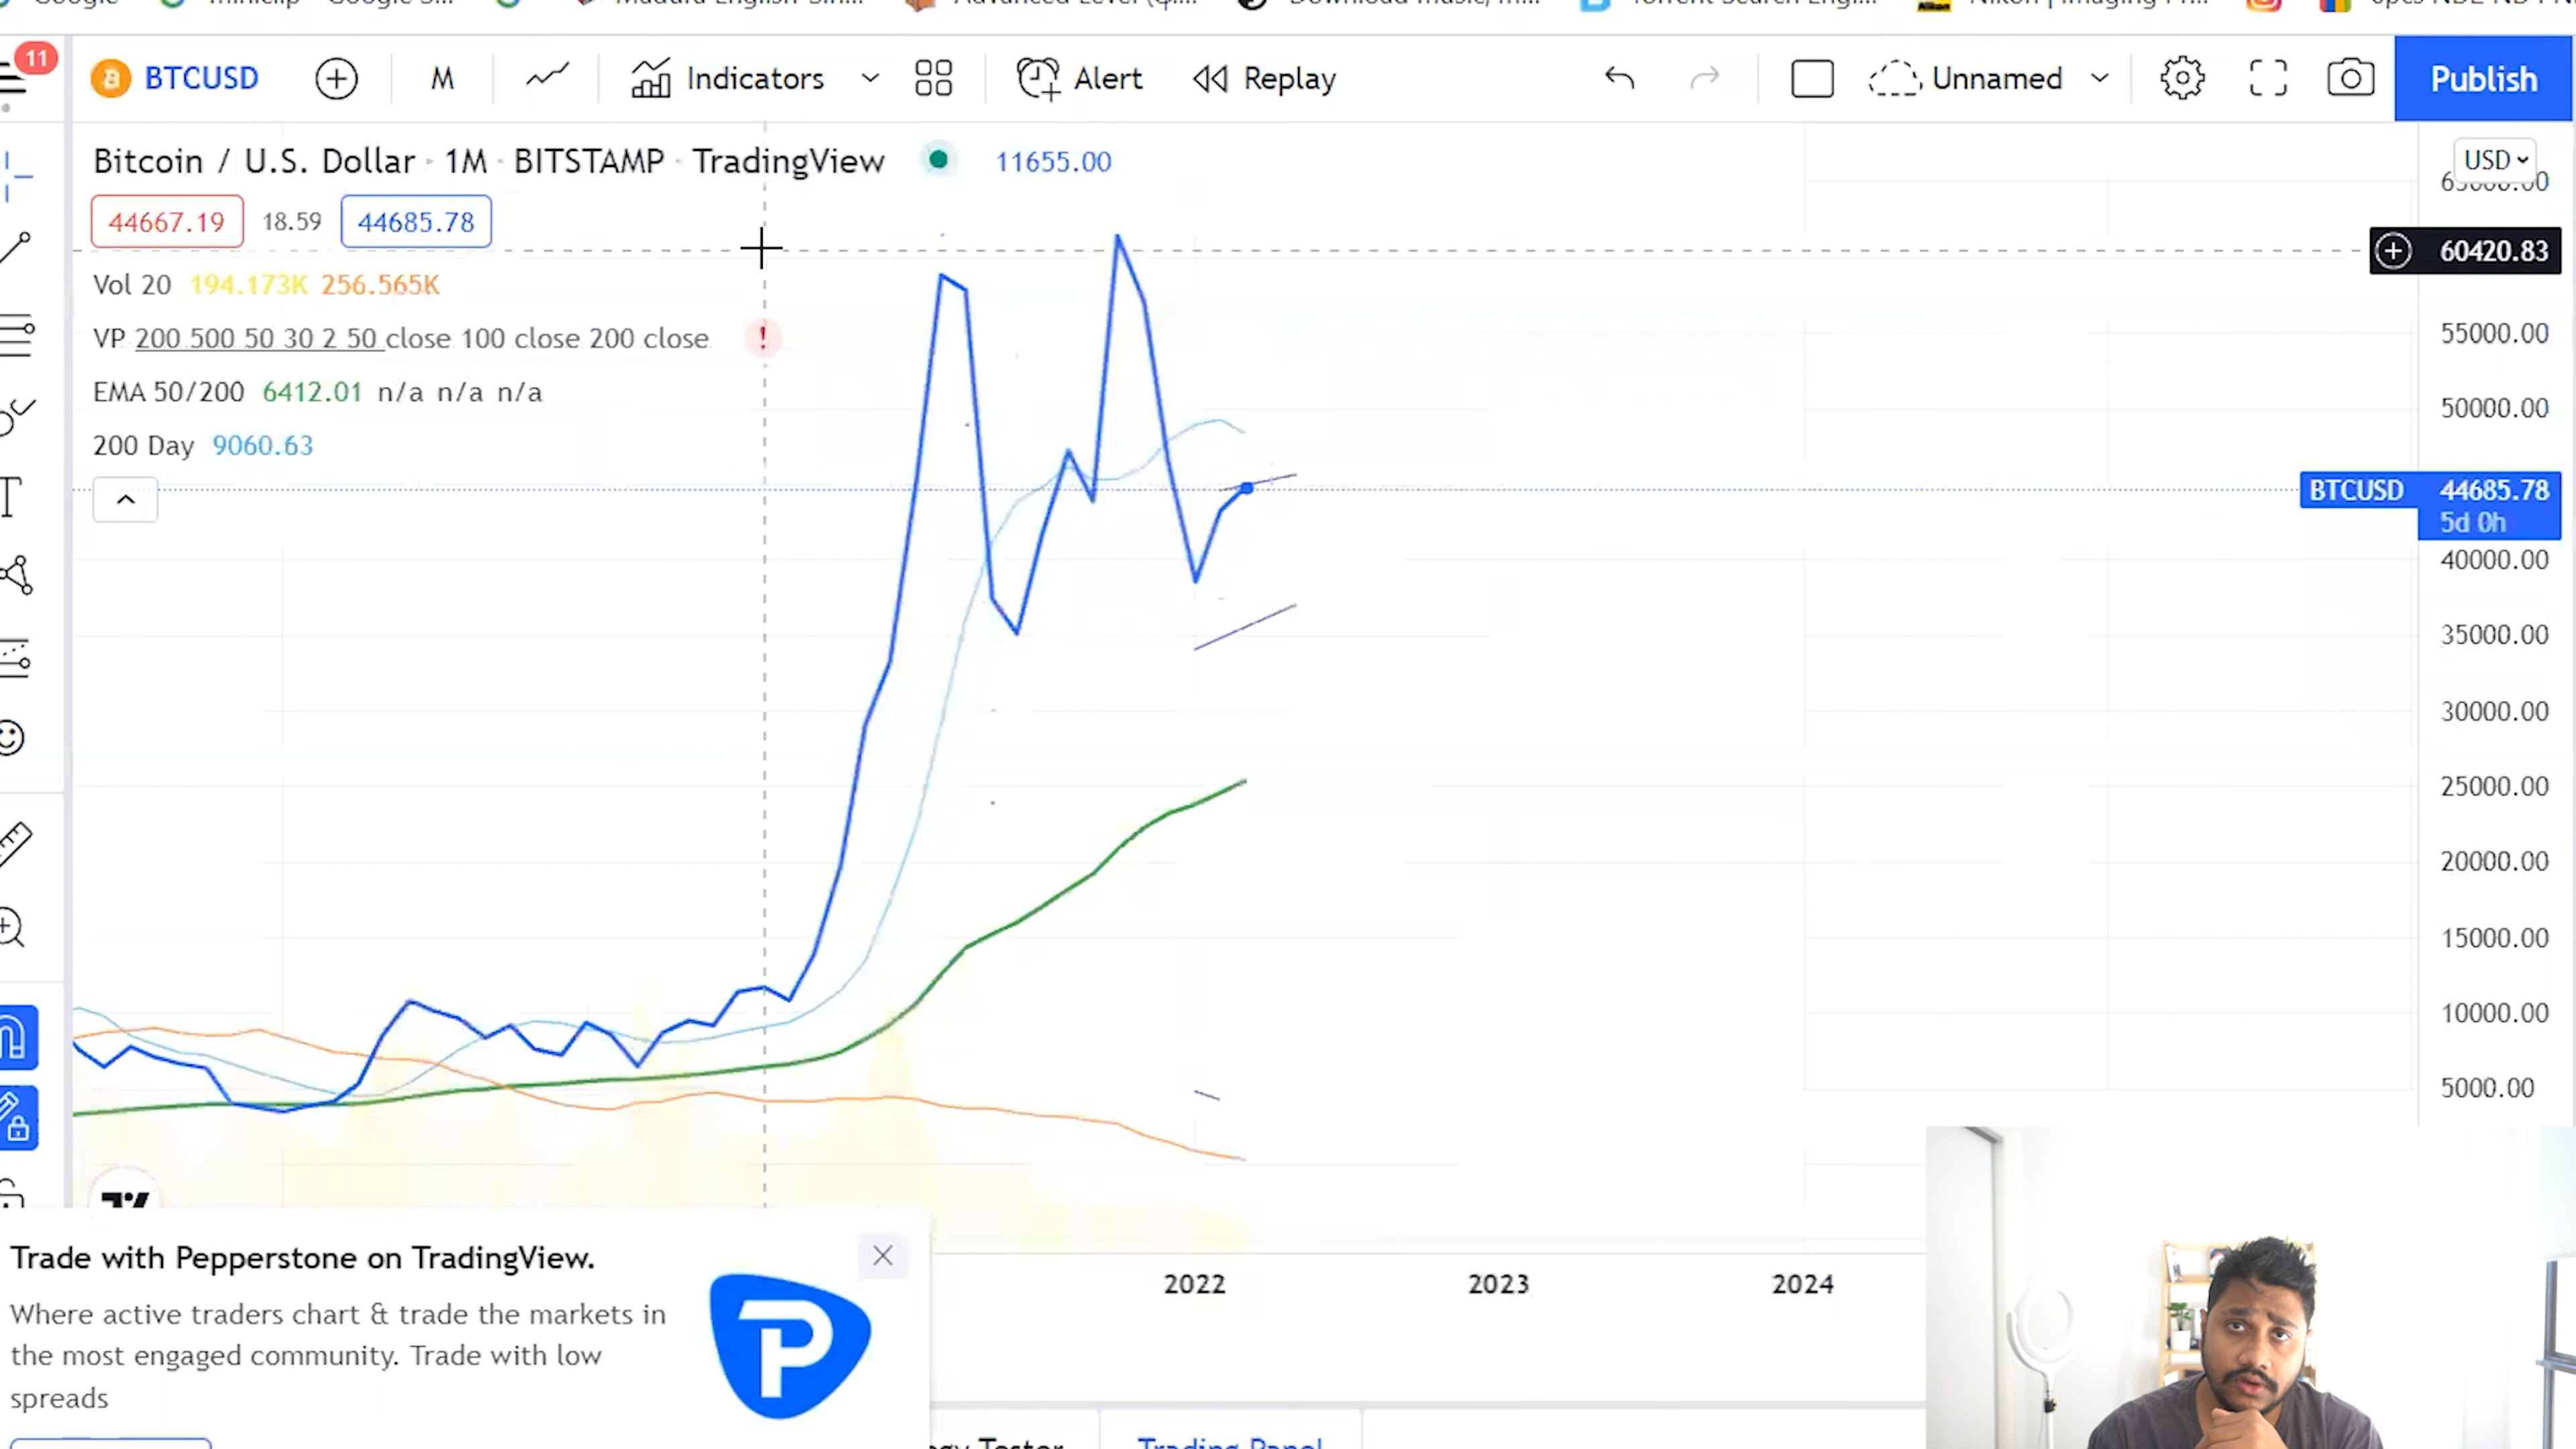 11
BTCUSD
M
Indicators
Alert
Replay
Unnamed
Publish
Bitcoin / U.S. Dollar · 1M · BITSTAMP · TradingView
11655.00
USD
44667.19 18.59 44685.78
60420.83
Vol 20 194.173K 256.565K
VP 200 500 50 30 2 50 close 100 close 200 close
!
55000.00
EMA 50/200 6412.01 n/a n/a n/a
50000.00
200 Day 9060.63
BTCUSD 44685.78
5d 0h
40000.00
35000.00
30000.00
25000.00
20000.00
15000.00
10000.00
5000.00
Trade with Pepperstone on TradingView.
Where active traders chart & trade the markets in
the most engaged community. Trade with low
spreads
2022
2023
2024
Trading Panel